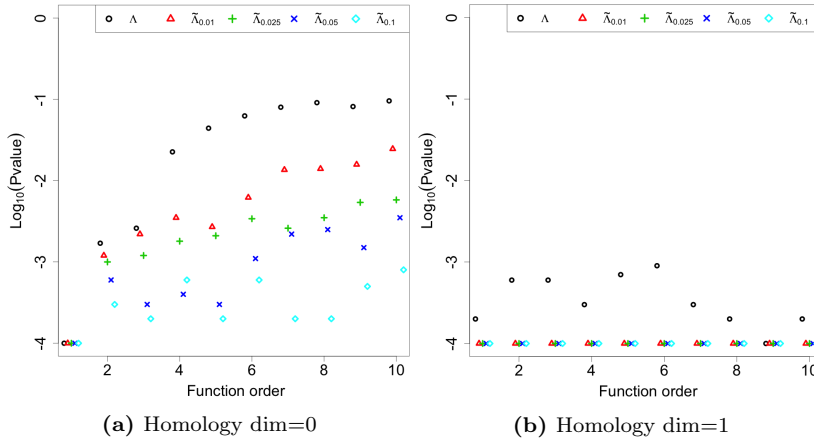 Λ Λ̃0.01 Λ̃0.025 Λ̃0.05 Λ̃0.1
Log10(Pvalue)
0
-1
-2
-3
-4
2 4 6 8 10
Function order
(a) Homology dim=0
Λ Λ̃0.01 Λ̃0.025 Λ̃0.05 Λ̃0.1
Log10(Pvalue)
0
-1
-2
-3
-4
2 4 6 8 10
Function order
(b) Homology dim=1